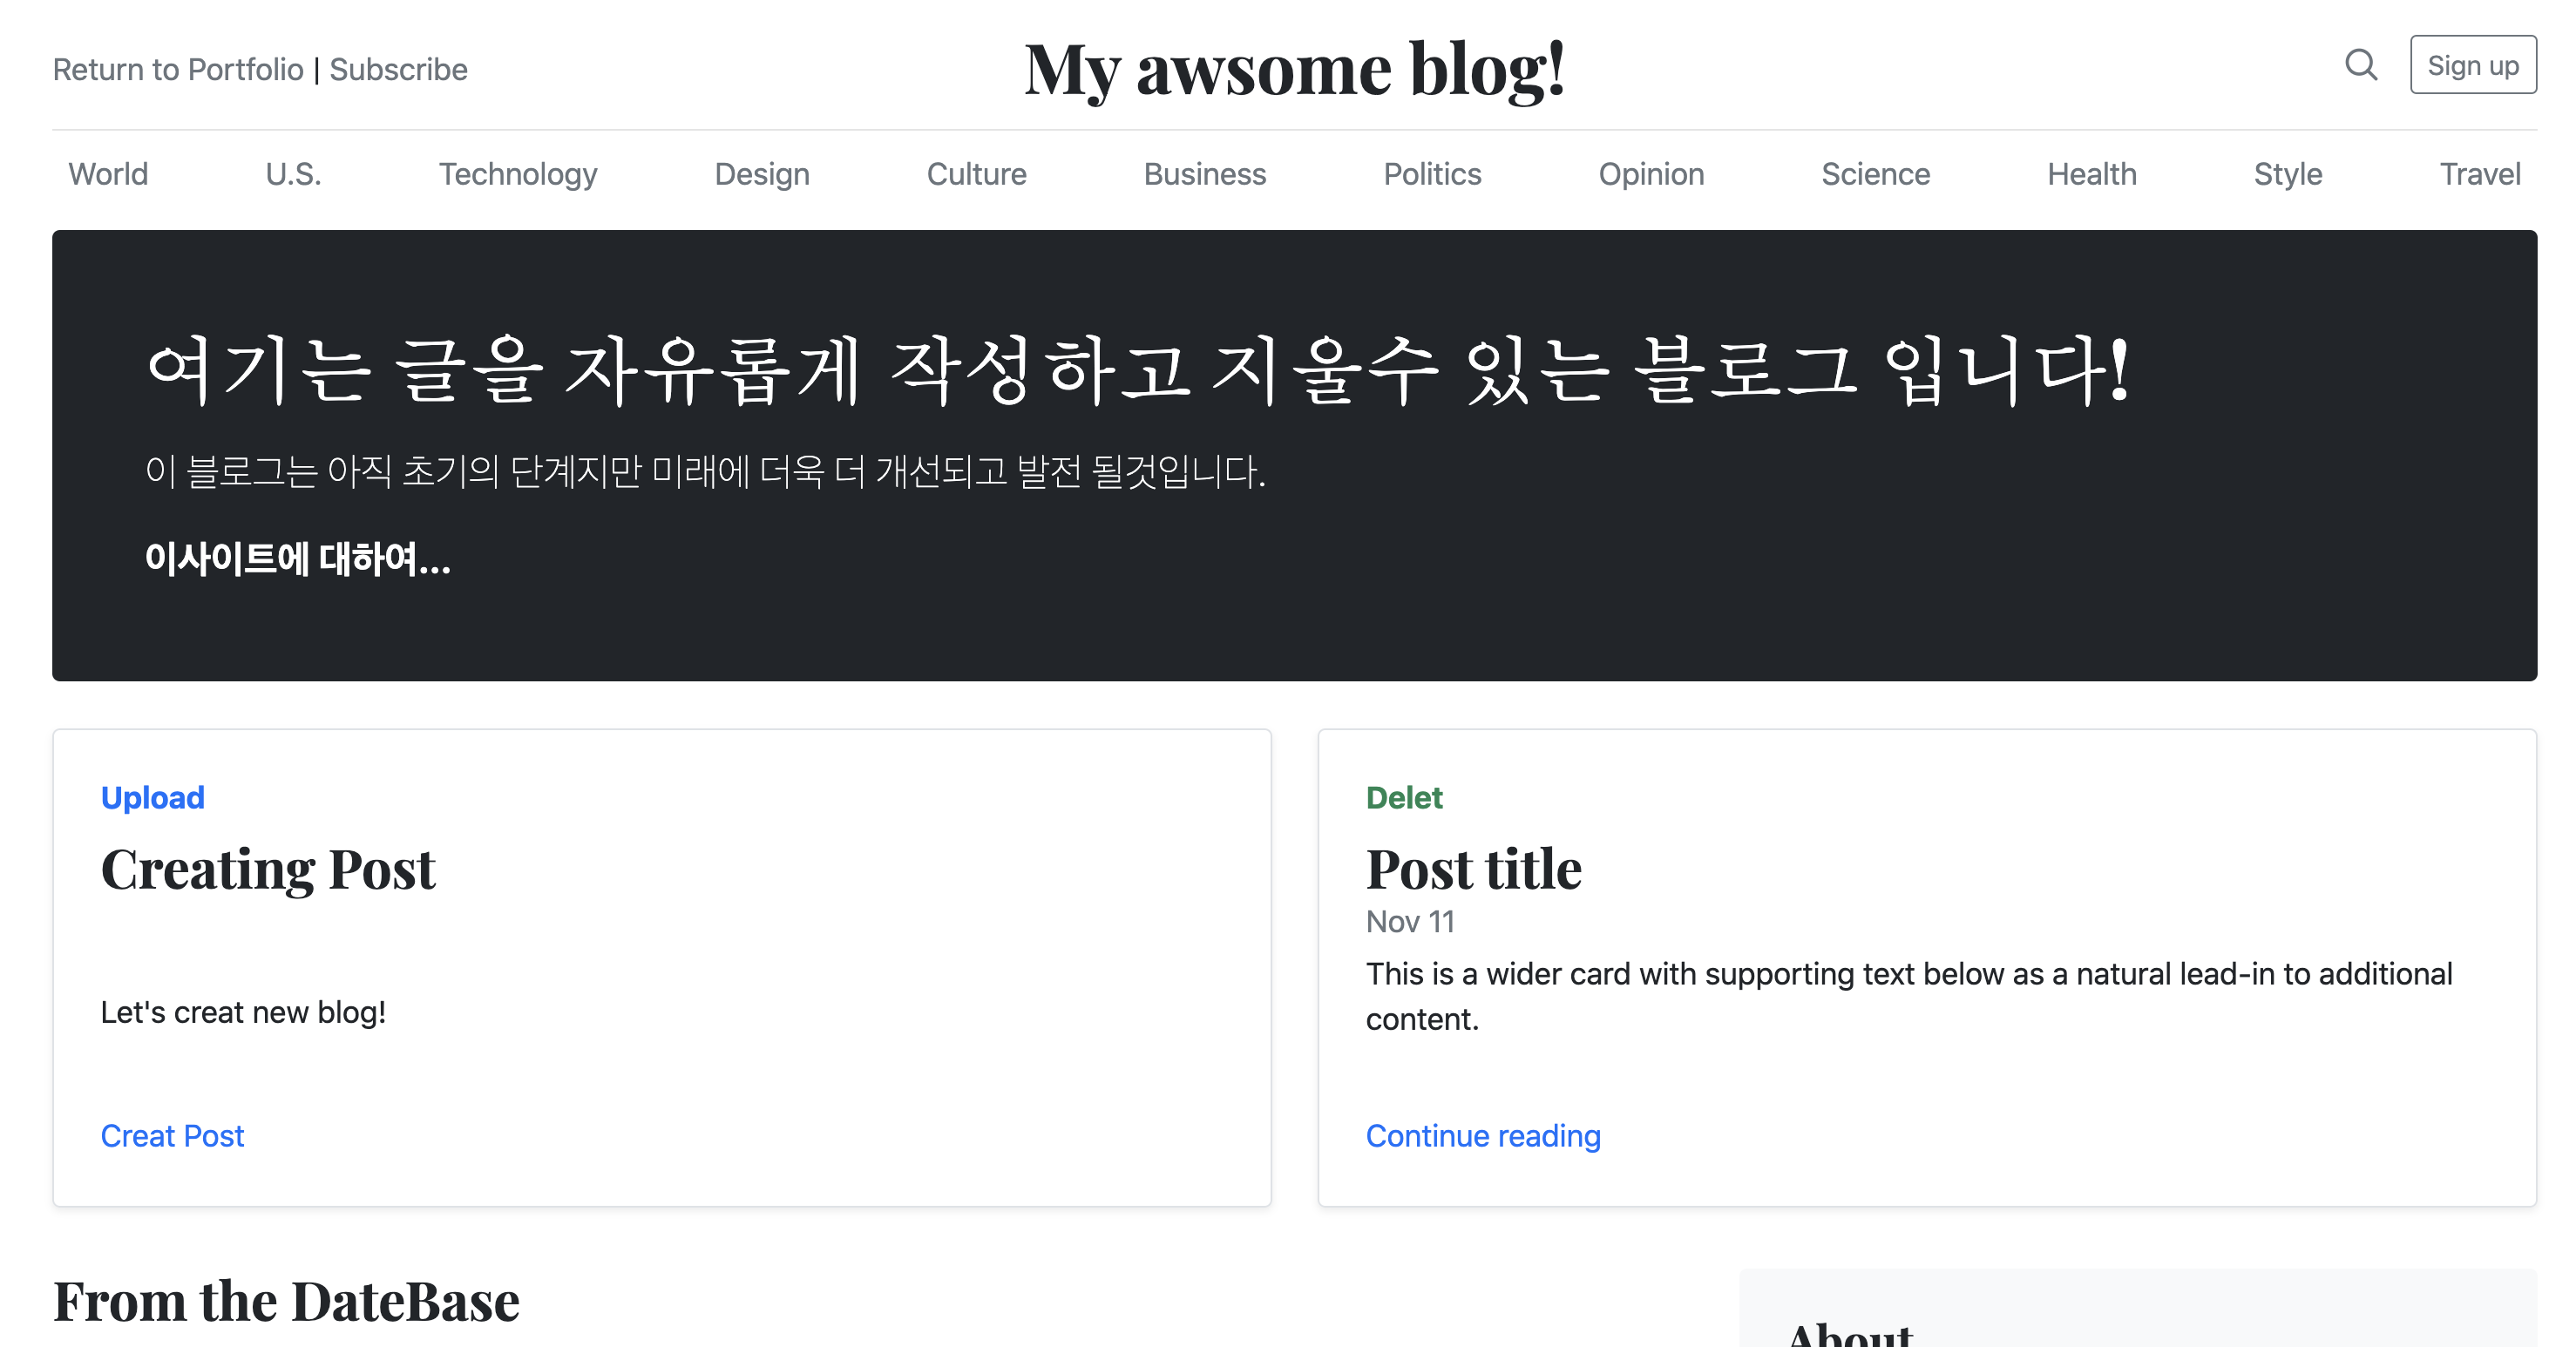 Return to Portfolio | Subscribe
My awsome blog!
Sign up
World U.S. Technology Design Culture Business Politics Opinion Science Health Style Travel
여기는 글을 자유롭게 작성하고 지울수 있는 블로그 입니다!
이 블로그는 아직 초기의 단계지만 미래에 더욱 더 개선되고 발전 될것입니다.
이사이트에 대하여...
Upload
Creating Post
Let's creat new blog!
Creat Post
Delet
Post title
Nov 11
This is a wider card with supporting text below as a natural lead-in to additional
content.
Continue reading
From the DateBase
About